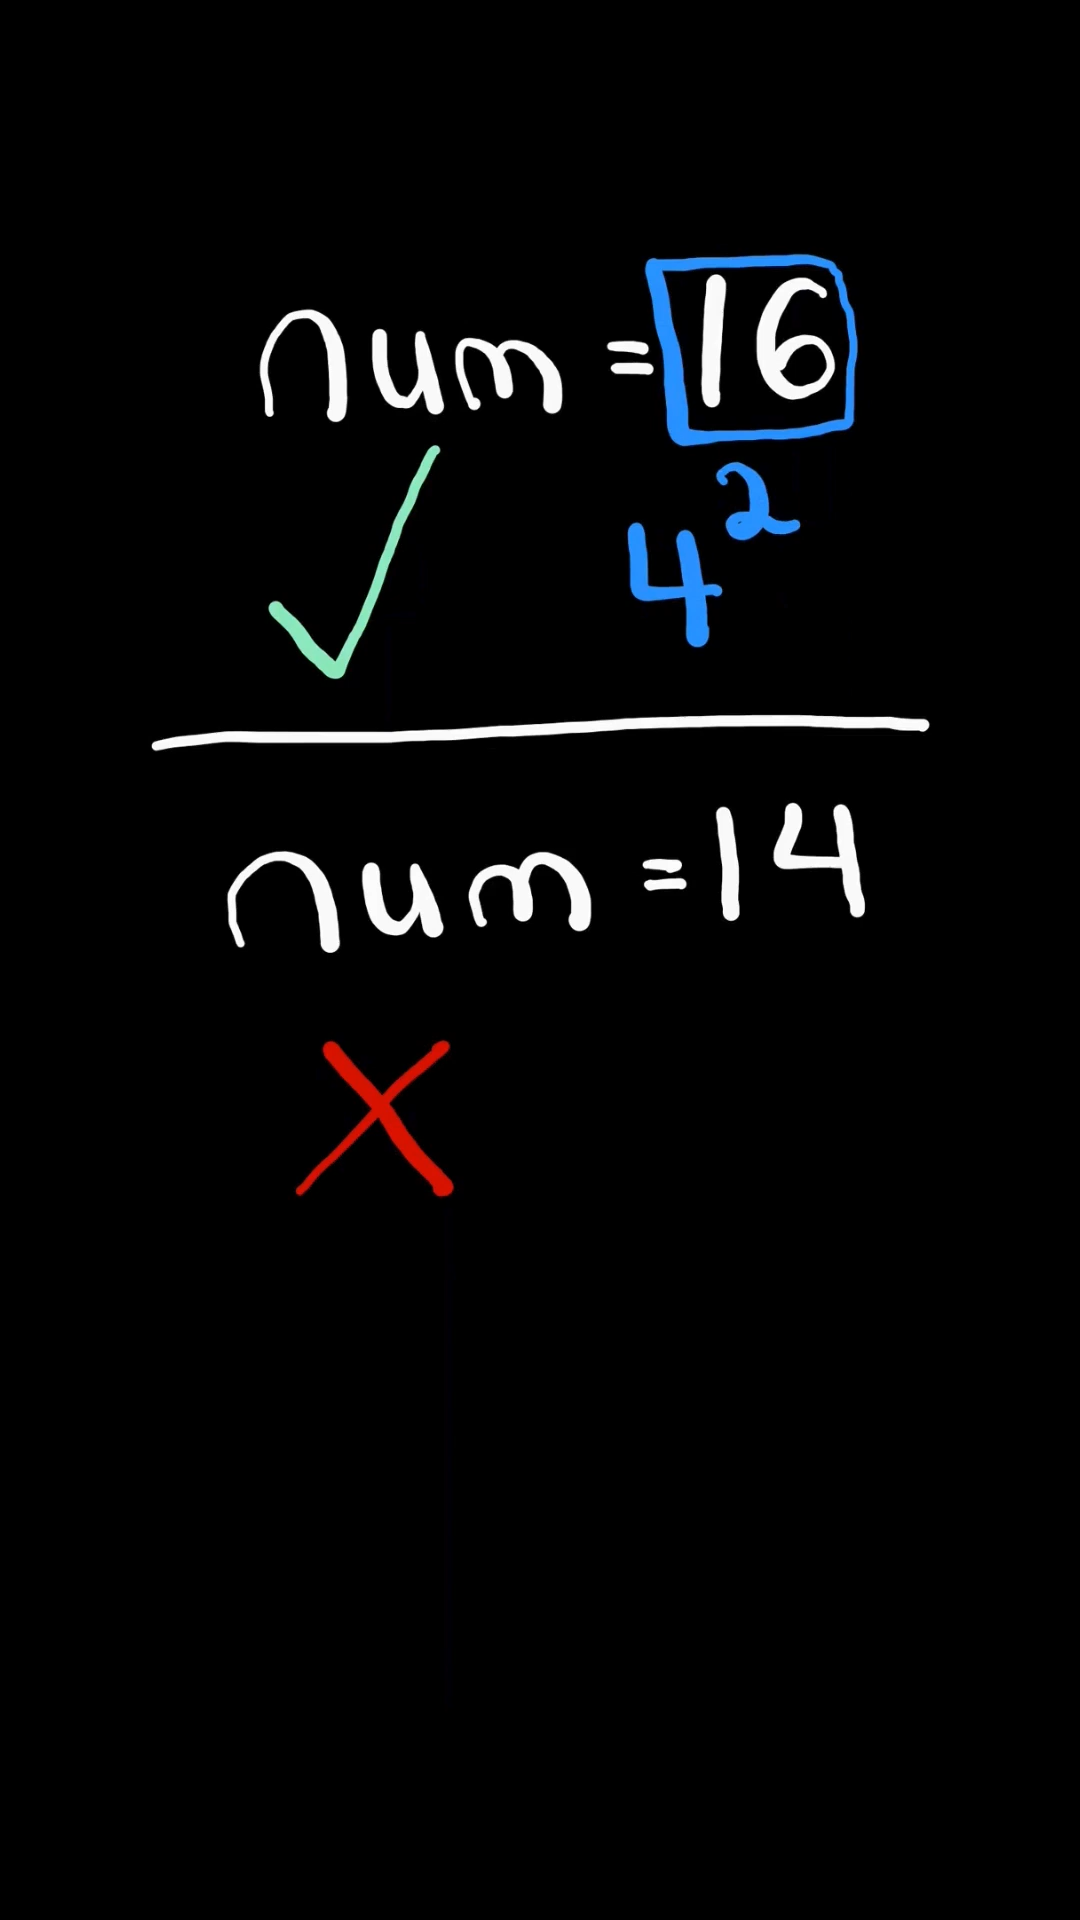 num = 16
4²
num = 14